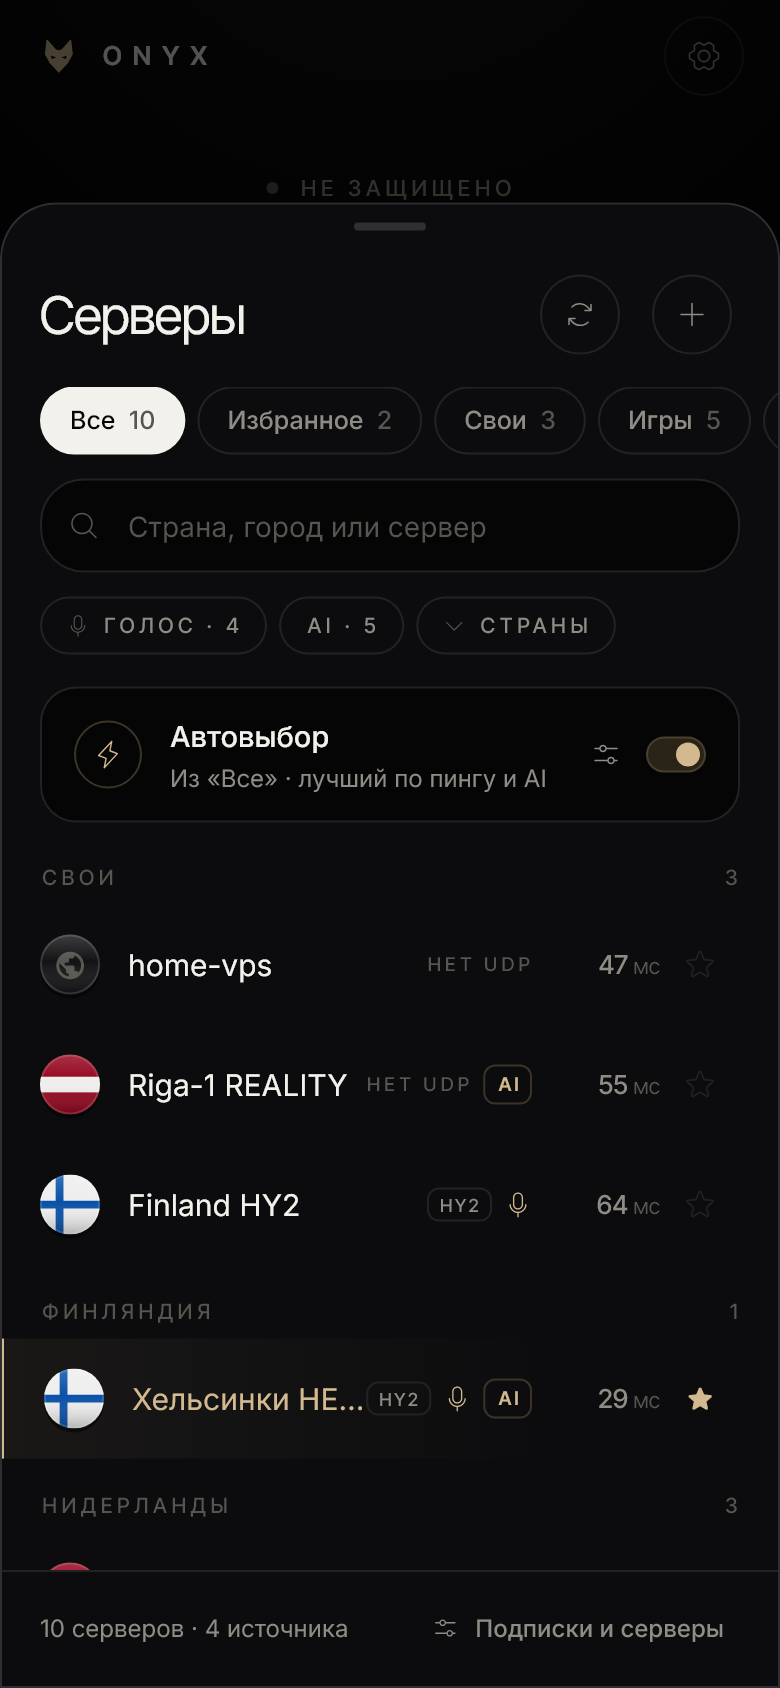 ONYX
НЕ ЗАЩИЩЕНО
Серверы
Все 10 Избранное 2 Свои 3 Игры 5
Страна, город или сервер
ГОЛОС · 4 AI · 5 СТРАНЫ
Автовыбор
Из «Все» · лучший по пингу и AI
СВОИ 3
home-vps НЕТ UDP 47 мс
Riga-1 REALITY НЕТ UDP AI 55 мс
Finland HY2 HY2 64 мс
ФИНЛЯНДИЯ 1
Хельсинки HE... HY2 AI 29 мс
НИДЕРЛАНДЫ 3
10 серверов · 4 источника Подписки и серверы